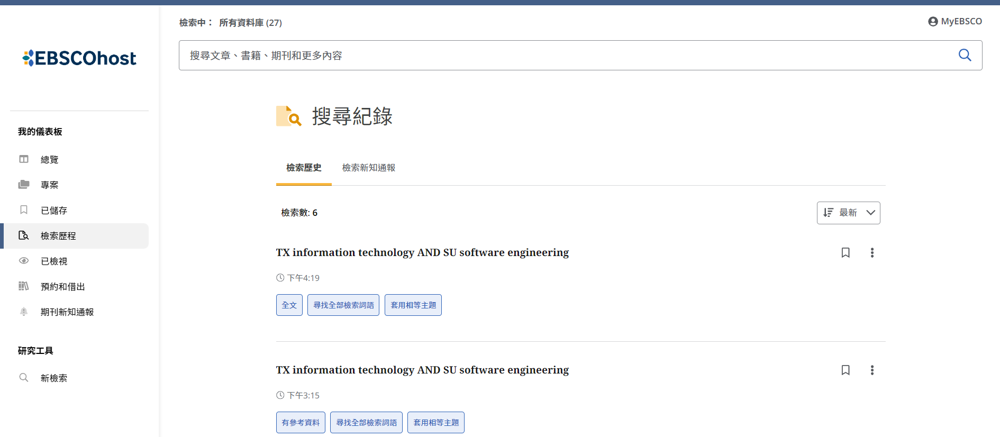 檢索中： 所有資料庫 (27)
MyEBSCO
EBSCOhost
搜尋文章、書籍、期刊和更多內容
搜尋紀錄
我的儀表板
總覽
專案
已儲存
檢索歷程
已檢視
預約和借出
期刊新知通報
研究工具
新檢索
檢索歷史 檢索新知通報
檢索數: 6
最新
TX information technology AND SU software engineering
下午4:19
全文 尋找全部檢索詞語 套用相等主題
TX information technology AND SU software engineering
下午3:15
有參考資料 尋找全部檢索詞語 套用相等主題